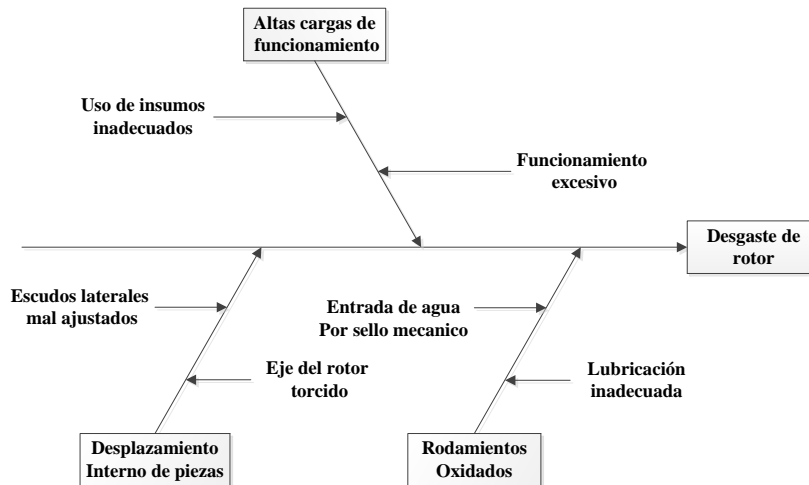 Altas cargas de
funcionamiento
Uso de insumos
inadecuados
Funcionamiento
excesivo
Desgaste de
rotor
Escudos laterales
mal ajustados
Entrada de agua
Por sello mecanico
Eje del rotor
torcido
Lubricación
inadecuada
Desplazamiento
Interno de piezas
Rodamientos
Oxidados